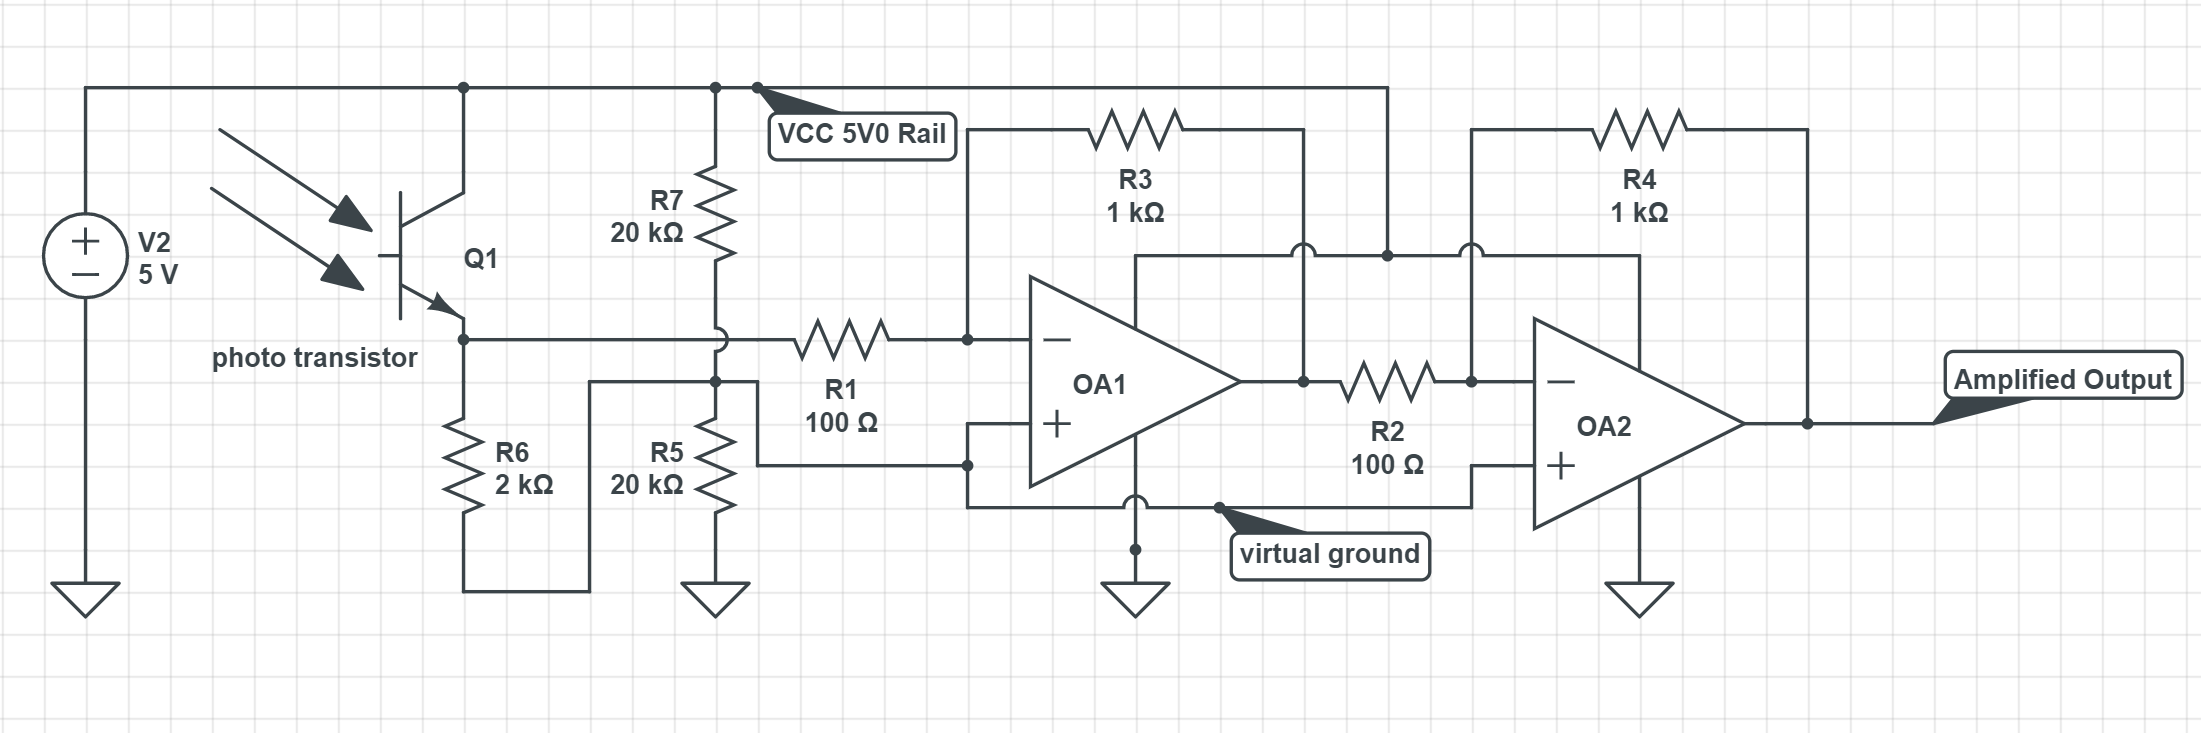 VCC 5V0 Rail
R3
1 kΩ
R4
1 kΩ
R7
20 kΩ
V2
5 V
Q1
photo transistor
R1
100 Ω
OA1
R2
100 Ω
OA2
Amplified Output
R6
2 kΩ
R5
20 kΩ
virtual ground